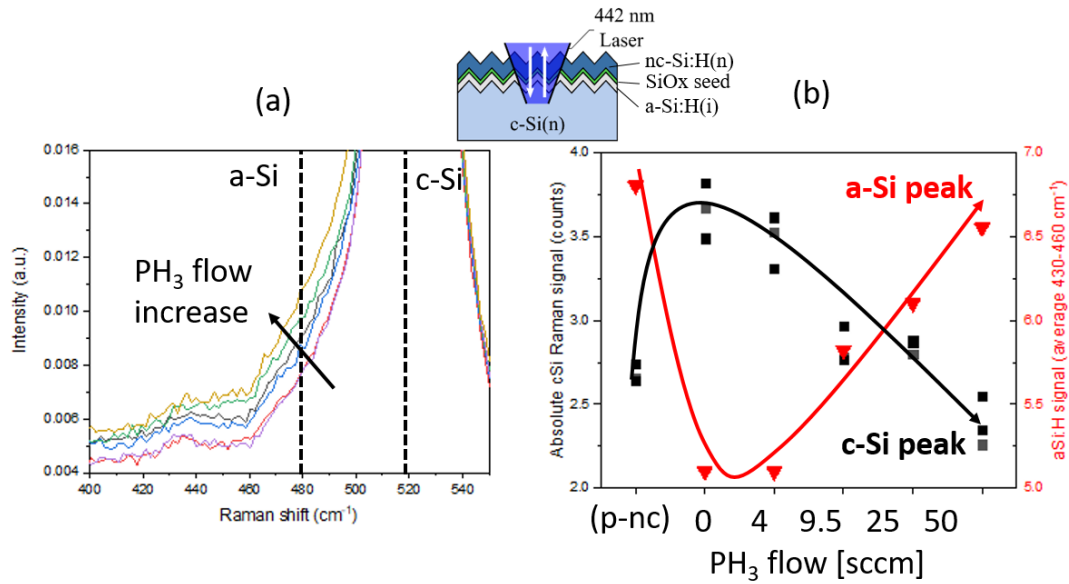 442 nm
Laser
nc-Si:H(n)
SiOx seed
a-Si:H(i)
c-Si(n)
(a)
0.016
0.014
0.012
0.010
0.008
0.006
0.004
Intensity (a.u.)
a-Si
c-Si
PH₃ flow
increase
400 420 440 460 480 500 520 540
Raman shift (cm⁻¹)
(b)
4.0
3.5
3.0
2.5
2.0
Absolute cSi Raman signal (counts)
a-Si peak
c-Si peak
7.0
6.5
6.0
5.5
5.0
aSi:H signal (average 430-460 cm⁻¹)
(p-nc) 0 4 9.5 25 50
PH₃ flow [sccm]